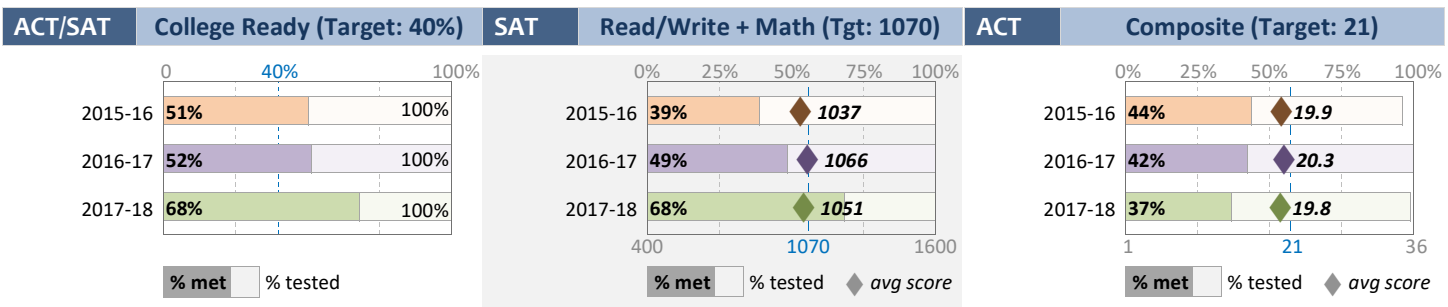 ACT/SAT College Ready (Target: 40%)
0 40% 100%
2015-16 51% 100%
2016-17 52% 100%
2017-18 68% 100%
% met % tested
SAT Read/Write + Math (Tgt: 1070)
0% 25% 50% 75% 100%
2015-16 39% 1037
2016-17 49% 1066
2017-18 68% 1051
400 1070 1600
% met % tested avg score
ACT Composite (Target: 21)
0% 25% 50% 75% 100%
2015-16 44% 19.9
2016-17 42% 20.3
2017-18 37% 19.8
1 21 36
% met % tested avg score